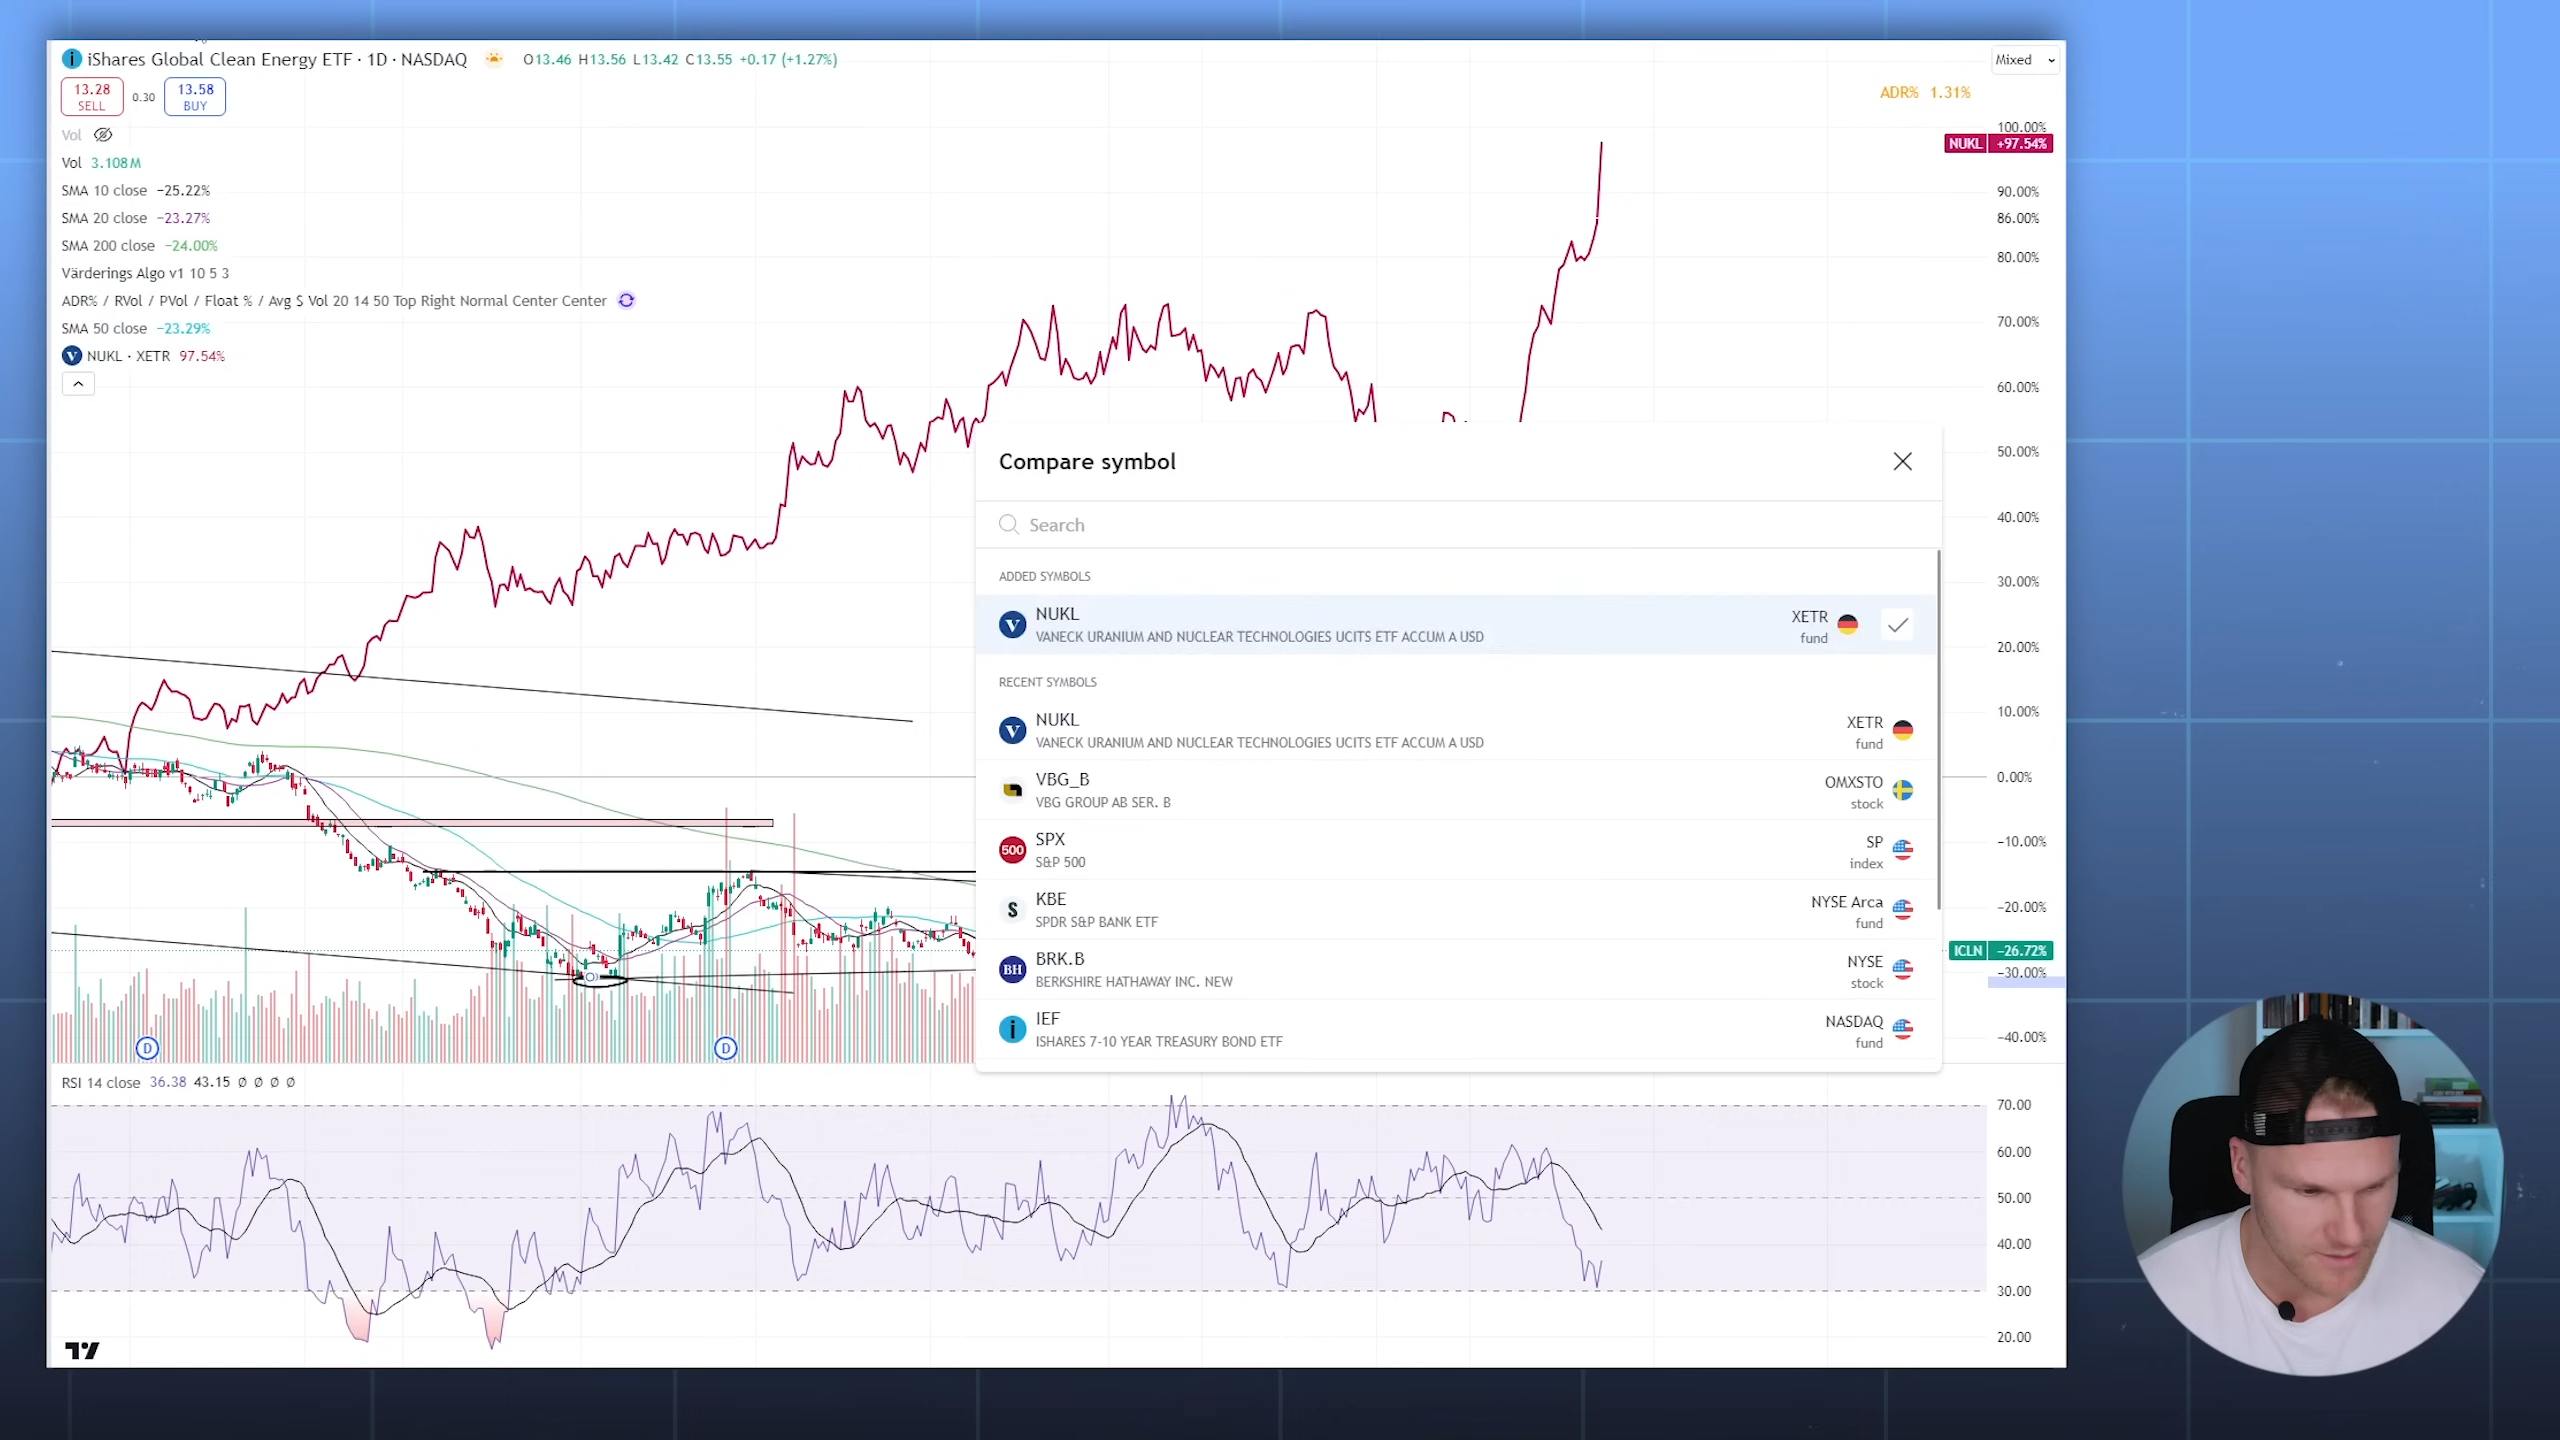 iShares Global Clean Energy ETF · 1D · NASDAQ O13.46 H13.56 L13.42 C13.55 +0.17 (+1.27%)
Mixed
13.28 SELL
0.30
13.58 BUY
ADR% 1.31%
Vol
Vol 3.108M
SMA 10 close −25.22%
SMA 20 close −23.27%
SMA 200 close −24.00%
Värderings Algo v1 10 5 3
ADR% / RVol / PVol / Float % / Avg $ Vol 20 14 50 Top Right Normal Center Center
SMA 50 close −23.29%
V NUKL · XETR 97.54%
100.00%
NUKL +97.54%
90.00%
86.00%
80.00%
70.00%
60.00%
50.00%
40.00%
30.00%
20.00%
10.00%
0.00%
−10.00%
−20.00%
ICLN −26.72%
−30.00%
−40.00%
Compare symbol
Search
ADDED SYMBOLS
V NUKL XETR
VANECK URANIUM AND NUCLEAR TECHNOLOGIES UCITS ETF ACCUM A USD fund
RECENT SYMBOLS
V NUKL XETR
VANECK URANIUM AND NUCLEAR TECHNOLOGIES UCITS ETF ACCUM A USD fund
VBG_B OMXSTO
VBG GROUP AB SER. B stock
500 SPX SP
S&P 500 index
S KBE NYSE Arca
SPDR S&P BANK ETF fund
BH BRK.B NYSE
BERKSHIRE HATHAWAY INC. NEW stock
i IEF NASDAQ
ISHARES 7-10 YEAR TREASURY BOND ETF fund
D
D
RSI 14 close 36.38 43.15 Ø Ø Ø Ø
70.00
60.00
50.00
40.00
30.00
20.00